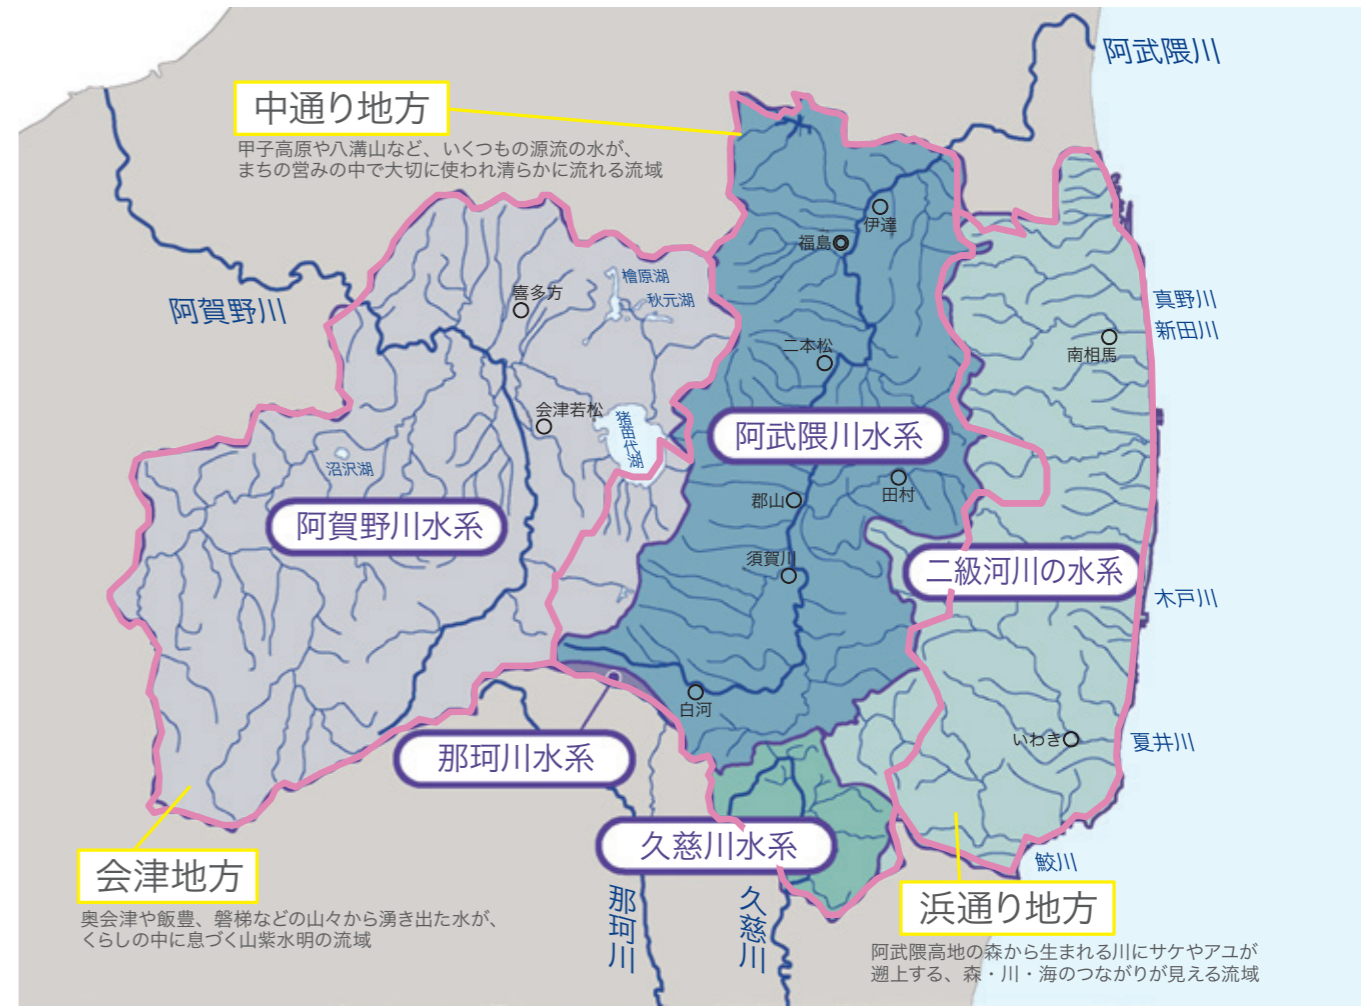 阿武隈川
中通り地方
甲子高原や八溝山など、いくつもの源流の水が、
まちの営みの中で大切に使われ清らかに流れる流域
伊達
福島
檜原湖
秋元湖
喜多方
阿賀野川
真野川
新田川
南相馬
二本松
会津若松
猪苗代湖
阿武隈川水系
沼沢湖
田村
郡山
阿賀野川水系
須賀川
二級河川の水系
木戸川
白河
いわき
夏井川
那珂川水系
久慈川水系
鮫川
会津地方
奥会津や飯豊、磐梯などの山々から湧き出た水が、
くらしの中に息づく山紫水明の流域
那珂川
久慈川
浜通り地方
阿武隈高地の森から生まれる川にサケやアユが
遡上する、森・川・海のつながりが見える流域